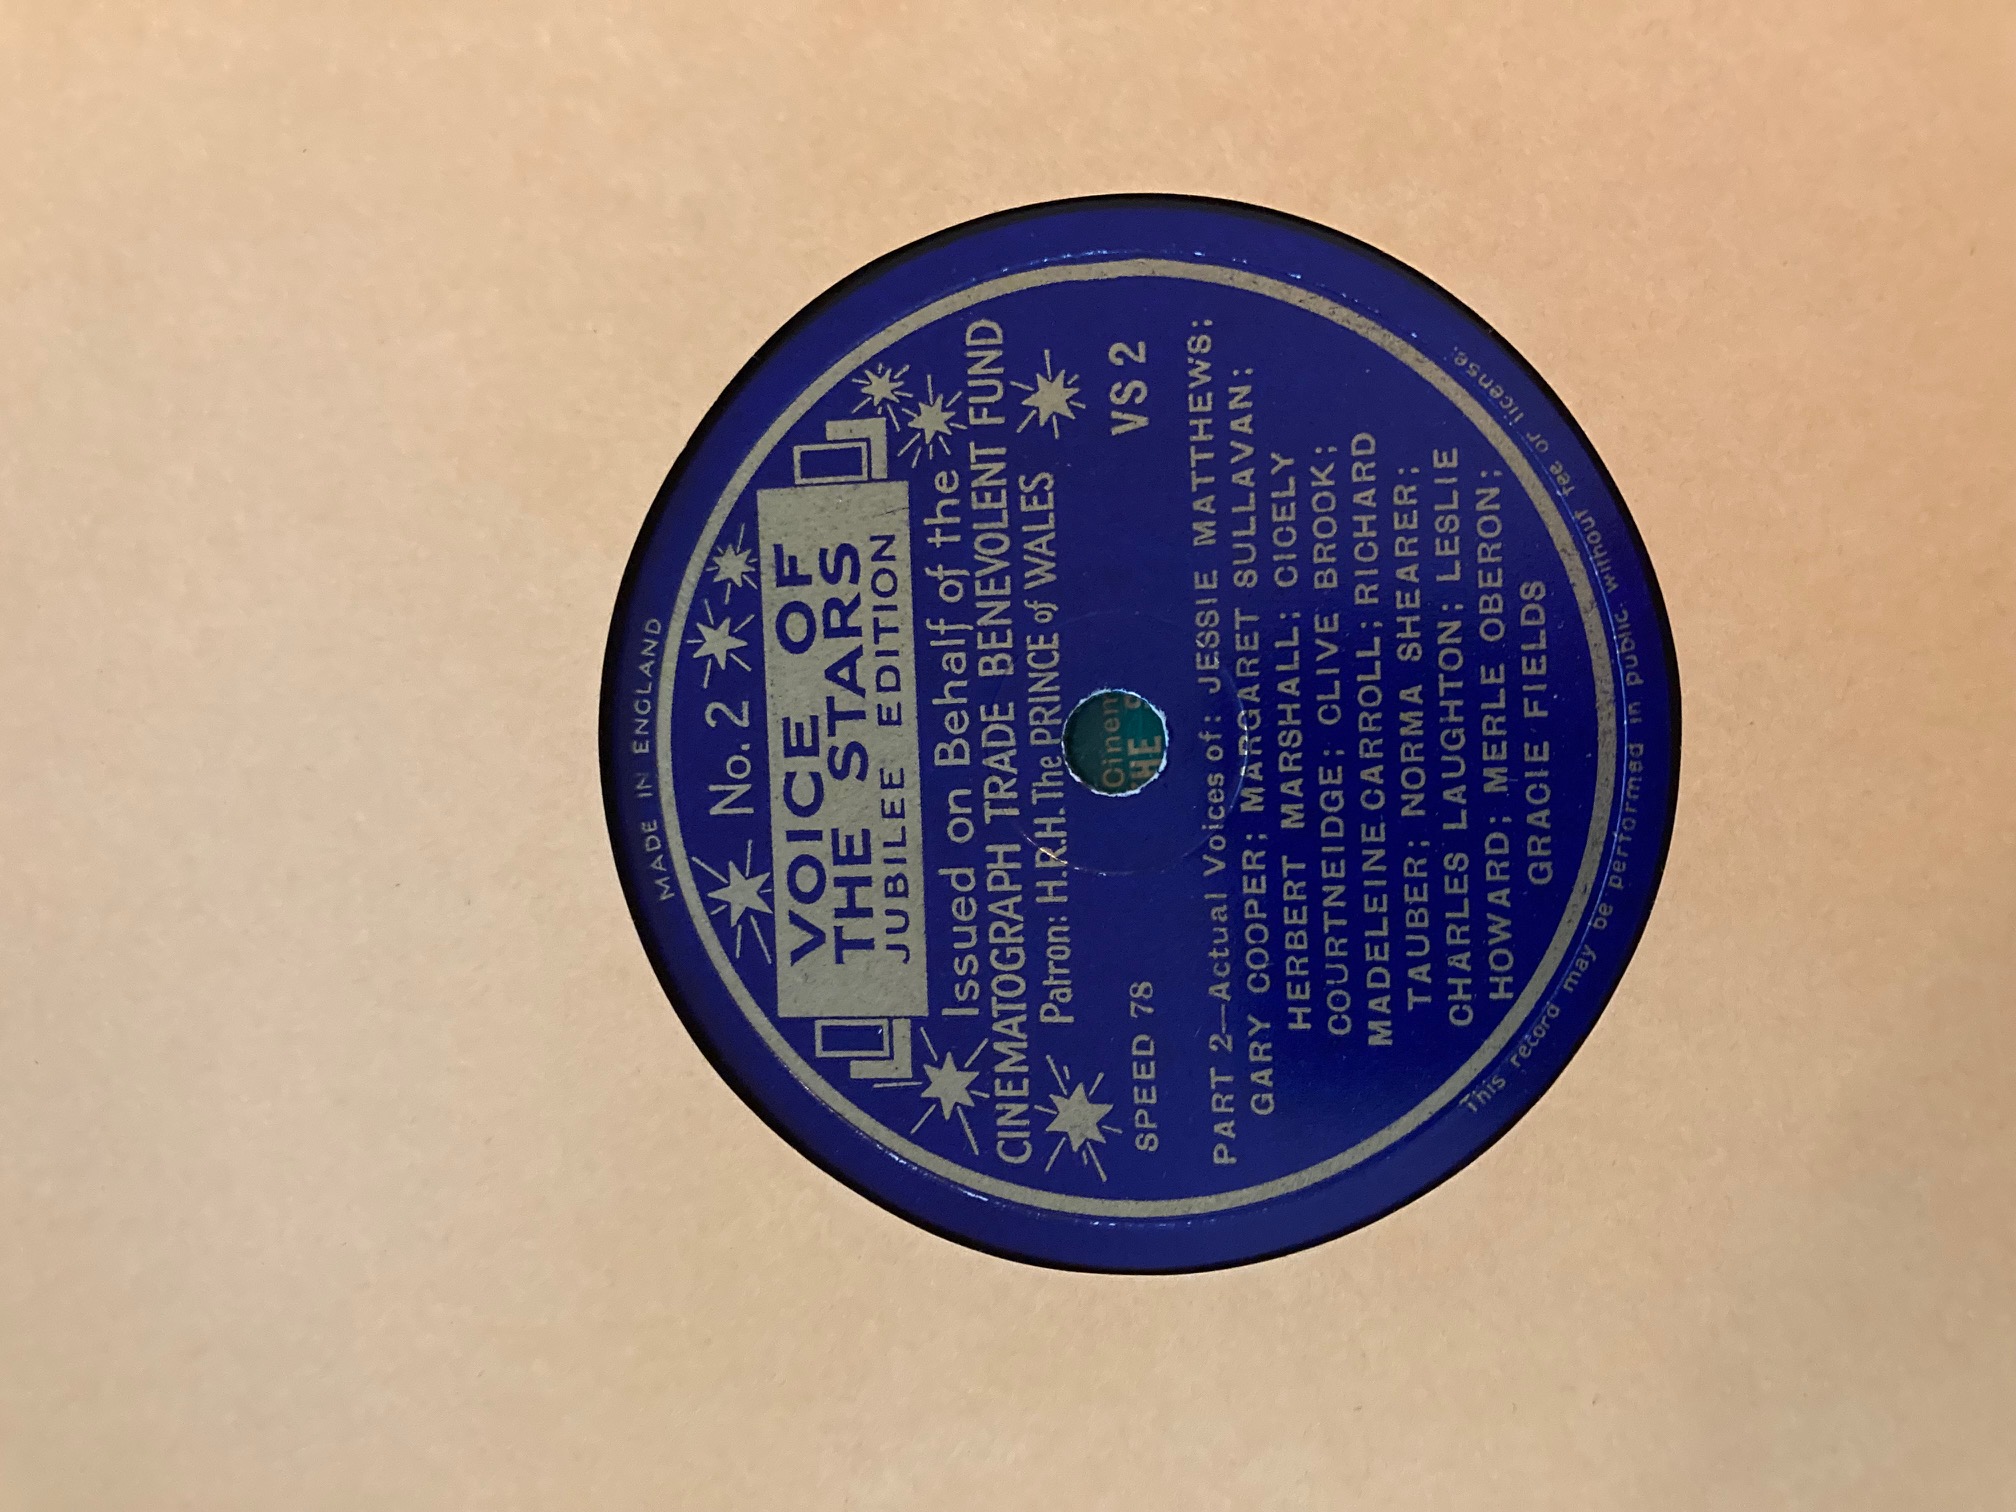 MADE IN ENGLAND
No. 2
VOICE OF
THE STARS
JUBILEE EDITION
Issued on Behalf of the
CINEMATOGRAPH TRADE BENEVOLENT FUND
Patron: H.R.H. The PRINCE of WALES
SPEED 78
VS 2
Cinem
HE
PART 2—Actual Voices of: JESSIE MATTHEWS;
GARY COOPER; MARGARET SULLAVAN;
HERBERT MARSHALL; CICELY
COURTNEIDGE; CLIVE BROOK;
MADELEINE CARROLL; RICHARD
TAUBER; NORMA SHEARER;
CHARLES LAUGHTON; LESLIE
HOWARD; MERLE OBERON;
GRACIE FIELDS
This record may be performed in public without fee or license.